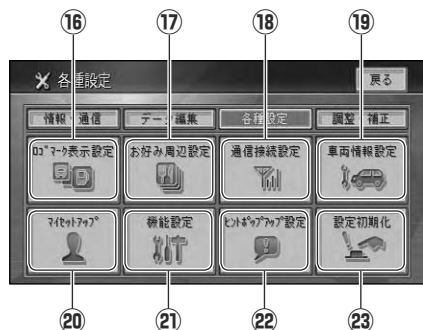 ⑯ ⑰ ⑱ ⑲
各種設定 戻る
情報・通信 データ編集 各種設定 調整・補正
ﾛｺﾞﾏｰｸ表示設定 お好み周辺設定 通信接続設定 車両情報設定
ﾏｲｾｯﾄｱｯﾌﾟ 機能設定 ﾋﾝﾄﾎﾟｯﾌﾟｱｯﾌﾟ設定 設定初期化
⑳ ㉑ ㉒ ㉓